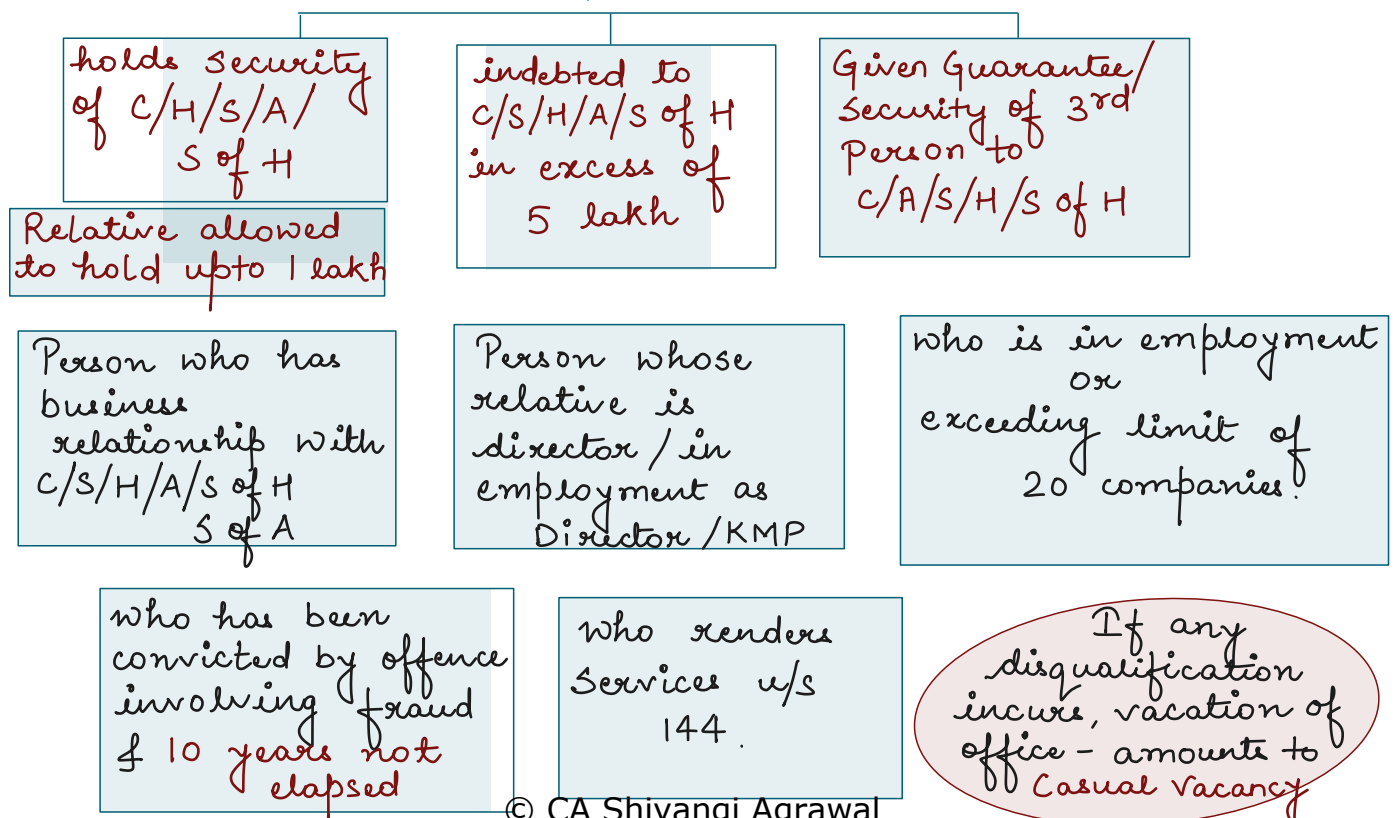 holds security
of C/H/S/A/
S of H
Relative allowed
to hold upto 1 lakh
indebted to
C/S/H/A/S of H
in excess of
5 lakh
Given Guarantee/
security of 3rd
Person to
C/A/S/H/S of H
Person who has
business
relationship with
C/S/H/A/S of H
S of A
Person whose
relative is
director / in
employment as
Director / KMP
who is in employment
or
exceeding limit of
20 companies.
who has been
convicted by offence
involving fraud
& 10 years not
elapsed
who renders
services u/s
144.
If any
disqualification
incurs, vacation of
office - amounts to
Casual Vacancy
© CA Shivangi Agrawal